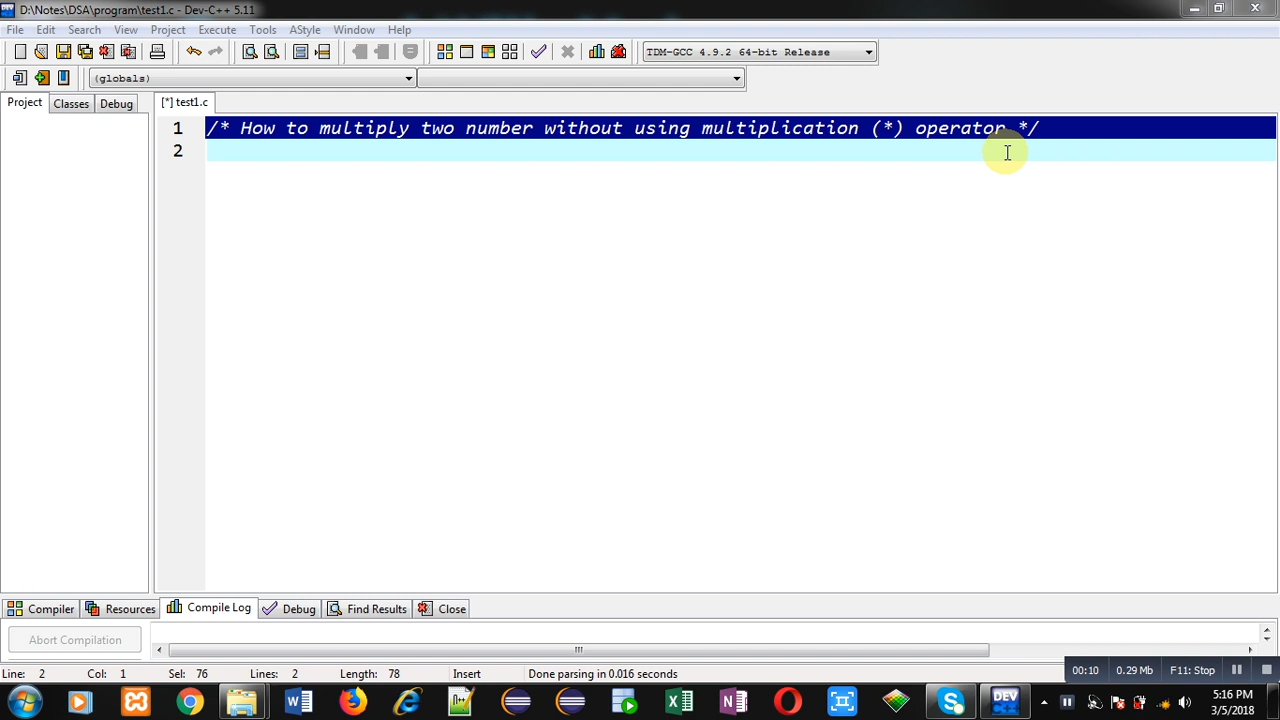 D:\Notes\DSA\program\test1.c - Dev-C++ 5.11
File Edit Search View Project Execute Tools AStyle Window Help
TDM-GCC 4.9.2 64-bit Release
(globals)
Project Classes Debug [*] test1.c
1 /* How to multiply two number without using multiplication (*) operator */
2
Compiler Resources Compile Log Debug Find Results Close
Abort Compilation
Line: 2 Col: 1 Sel: 76 Lines: 2 Length: 78 Insert Done parsing in 0.016 seconds
00:10 0.29 Mb F11: Stop
5:16 PM
3/5/2018